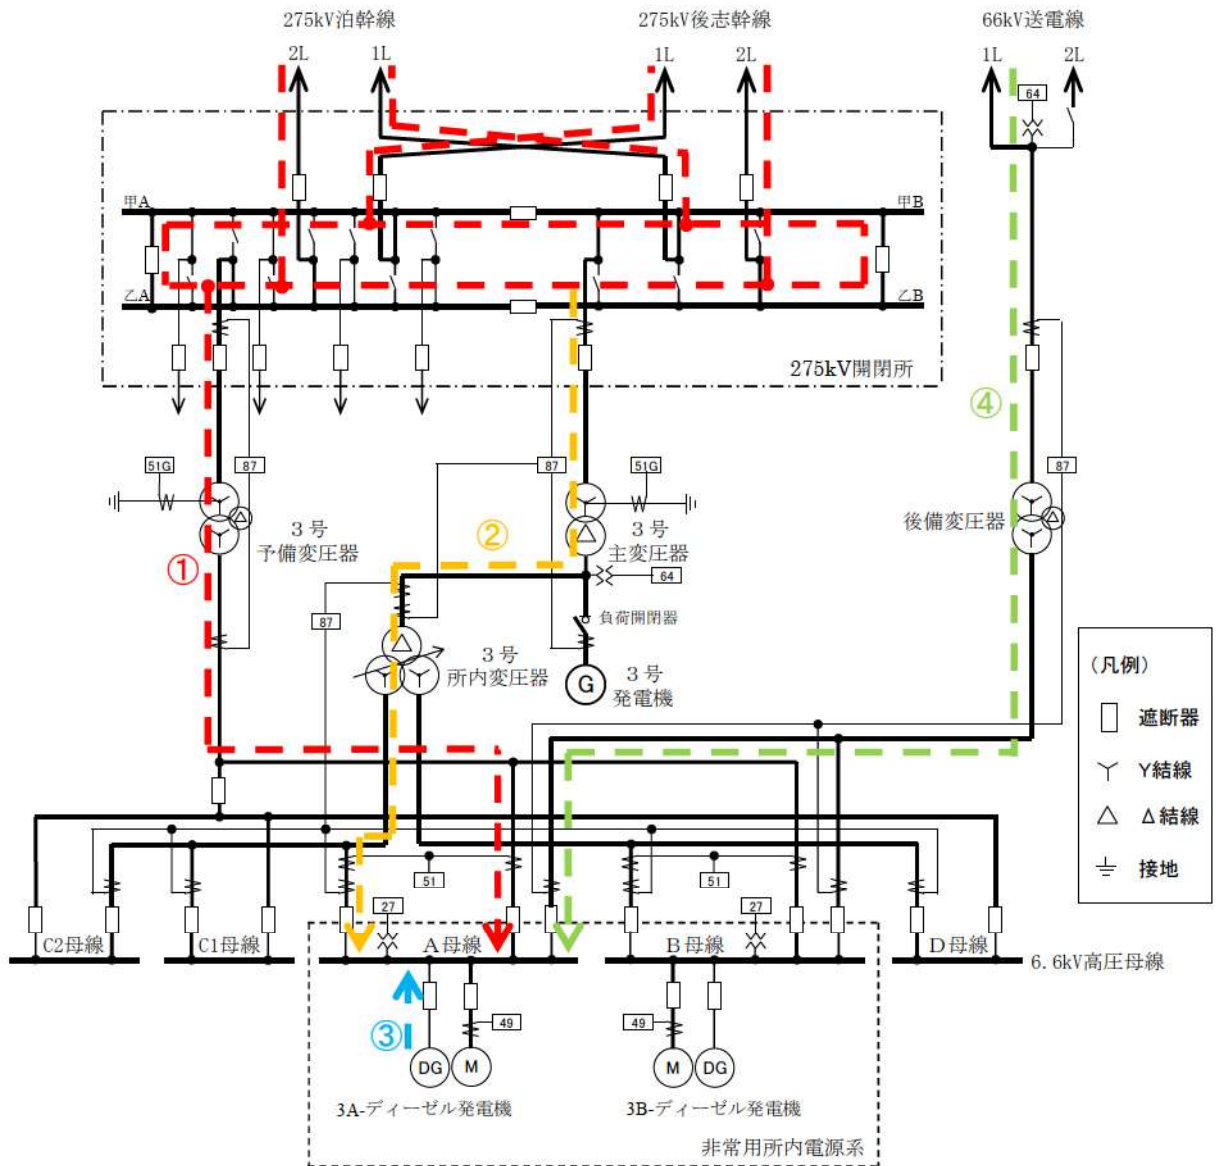 275kV泊幹線
275kV後志幹線
66kV送電線
2L
1L
1L
2L
1L
2L
64
甲A
甲B
乙A
乙B
275kV開閉所
④
51G
87
87
51G
87
3号
予備変圧器
②
3号
主変圧器
後備変圧器
①
64
87
負荷開閉器
3号
所内変圧器
G
3号
発電機
(凡例)
遮断器
Y結線
Δ結線
接地
51
51
27
27
C2母線
C1母線
A母線
B母線
D母線
6.6kV高圧母線
③
49
49
DG
M
M
DG
3A-ディーゼル発電機
3B-ディーゼル発電機
非常用所内電源系